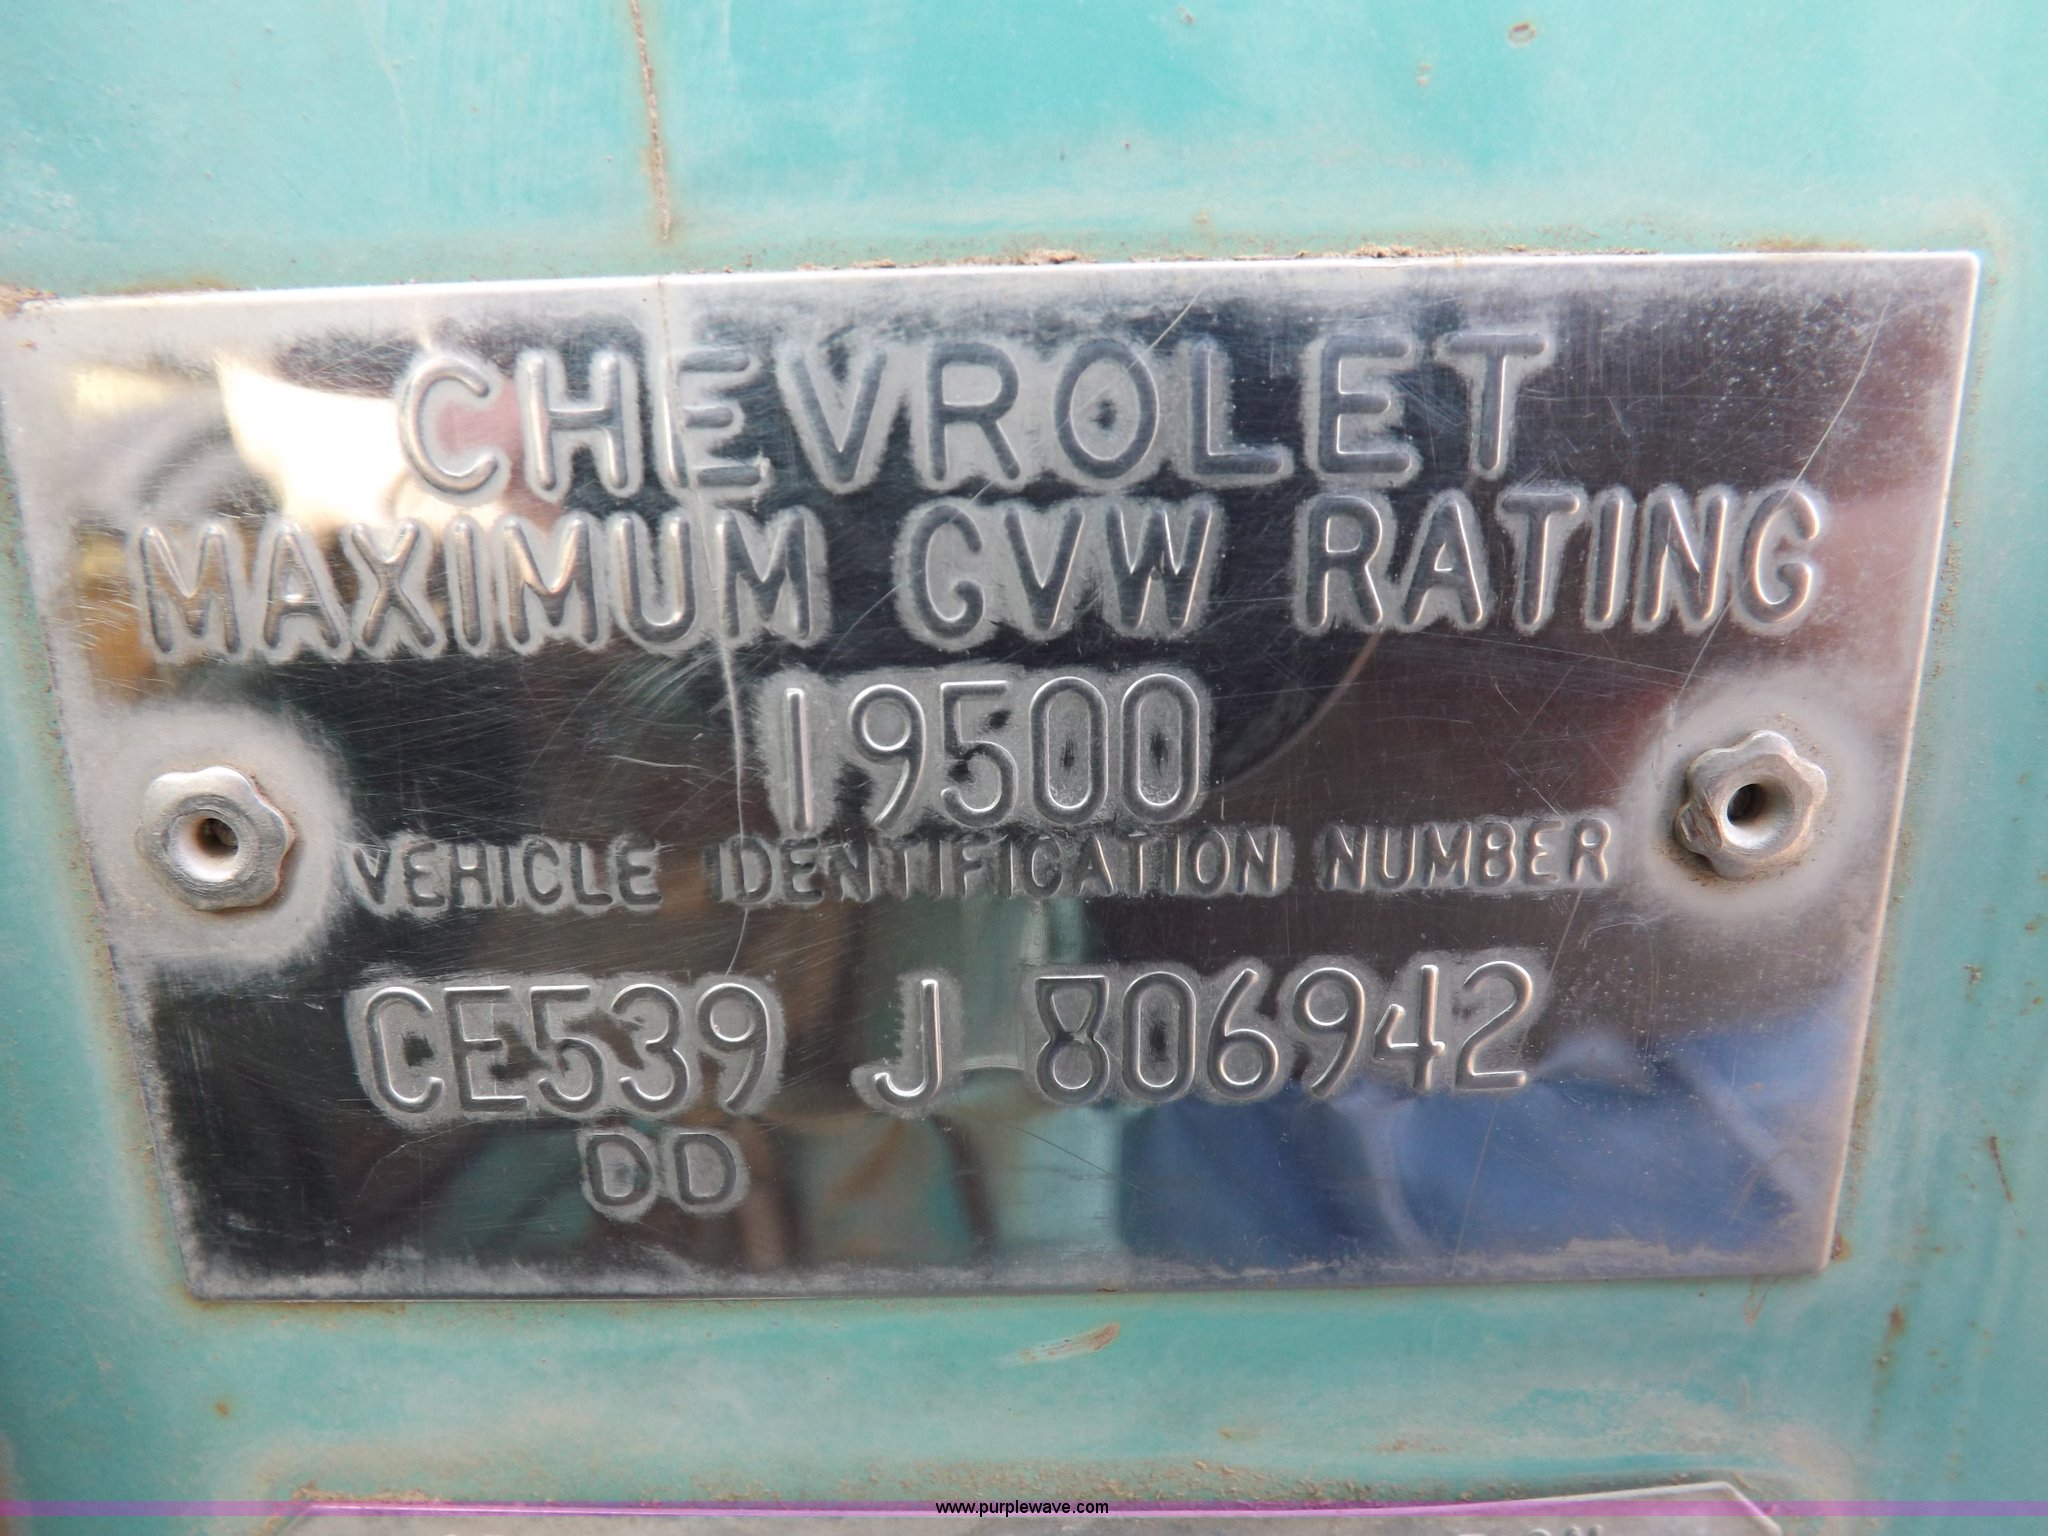 CHEVROLET
MAXIMUM GVW RATING
19500
VEHICLE IDENTIFICATION NUMBER
CE539 J 806942
DD
www.purplewave.com